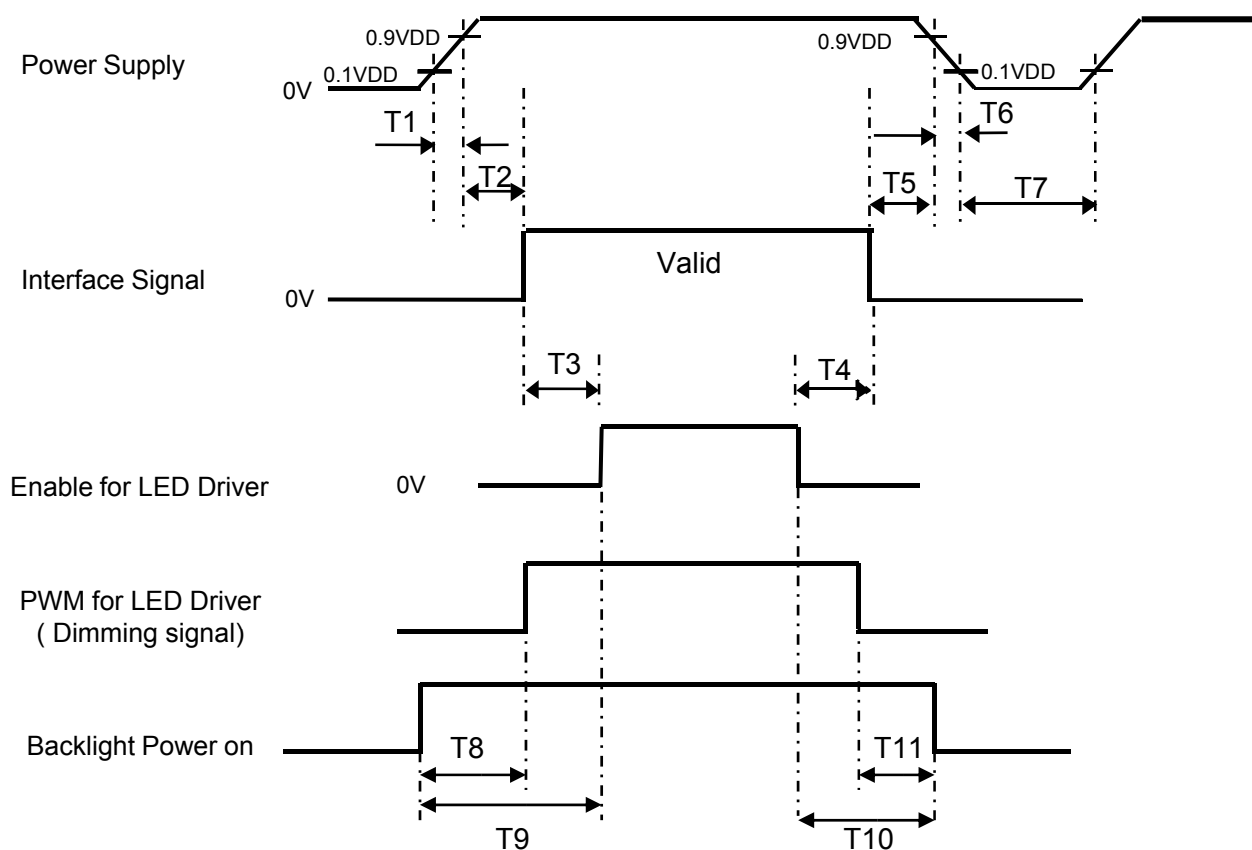 0.9VDD
0.9VDD
Power Supply
0.1VDD
0.1VDD
0V
T1
T6
T2
T5
T7
Valid
Interface Signal
0V
T3
T4
Enable for LED Driver
0V
PWM for LED Driver
( Dimming signal)
Backlight Power on
T8
T11
T9
T10